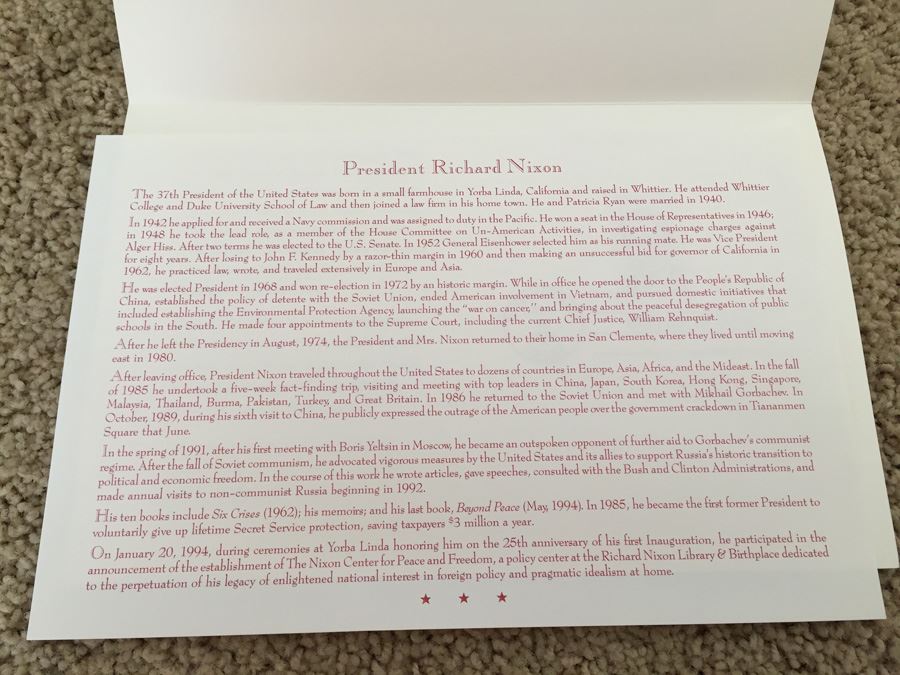 President Richard Nixon
The 37th President of the United States was born in a small farmhouse in Yorba Linda, California and raised in Whittier. He attended Whittier
College and Duke University School of Law and then joined a law firm in his home town. He and Patricia Ryan were married in 1940.
In 1942 he applied for and received a Navy commission and was assigned to duty in the Pacific. He won a seat in the House of Representatives in 1946;
in 1948 he took the lead role, as a member of the House Committee on Un-American Activities, in investigating espionage charges against
Alger Hiss. After two terms he was elected to the U.S. Senate. In 1952 General Eisenhower selected him as his running mate. He was Vice President
for eight years. After losing to John F. Kennedy by a razor-thin margin in 1960 and then making an unsuccessful bid for governor of California in
1962, he practiced law, wrote, and traveled extensively in Europe and Asia.
He was elected President in 1968 and won re-election in 1972 by an historic margin. While in office he opened the door to the People's Republic of
China, established the policy of detente with the Soviet Union, ended American involvement in Vietnam, and pursued domestic initiatives that
included establishing the Environmental Protection Agency, launching the "war on cancer," and bringing about the peaceful desegregation of public
schools in the South. He made four appointments to the Supreme Court, including the current Chief Justice, William Rehnquist.
After he left the Presidency in August, 1974, the President and Mrs. Nixon returned to their home in San Clemente, where they lived until moving
east in 1980.
After leaving office, President Nixon traveled throughout the United States to dozens of countries in Europe, Asia, Africa, and the Mideast. In the fall
of 1985 he undertook a five-week fact-finding trip, visiting and meeting with top leaders in China, Japan, South Korea, Hong Kong, Singapore,
Malaysia, Thailand, Burma, Pakistan, Turkey, and Great Britain. In 1986 he returned to the Soviet Union and met with Mikhail Gorbachev. In
October, 1989, during his sixth visit to China, he publicly expressed the outrage of the American people over the government crackdown in Tiananmen
Square that June.
In the spring of 1991, after his first meeting with Boris Yeltsin in Moscow, he became an outspoken opponent of further aid to Gorbachev's communist
regime. After the fall of Soviet communism, he advocated vigorous measures by the United States and its allies to support Russia's historic transition to
political and economic freedom. In the course of this work he wrote articles, gave speeches, consulted with the Bush and Clinton Administrations, and
made annual visits to non-communist Russia beginning in 1992.
His ten books include Six Crises (1962); his memoirs; and his last book, Beyond Peace (May, 1994). In 1985, he became the first former President to
voluntarily give up lifetime Secret Service protection, saving taxpayers $3 million a year.
On January 20, 1994, during ceremonies at Yorba Linda honoring him on the 25th anniversary of his first Inauguration, he participated in the
announcement of the establishment of The Nixon Center for Peace and Freedom, a policy center at the Richard Nixon Library & Birthplace dedicated
to the perpetuation of his legacy of enlightened national interest in foreign policy and pragmatic idealism at home.